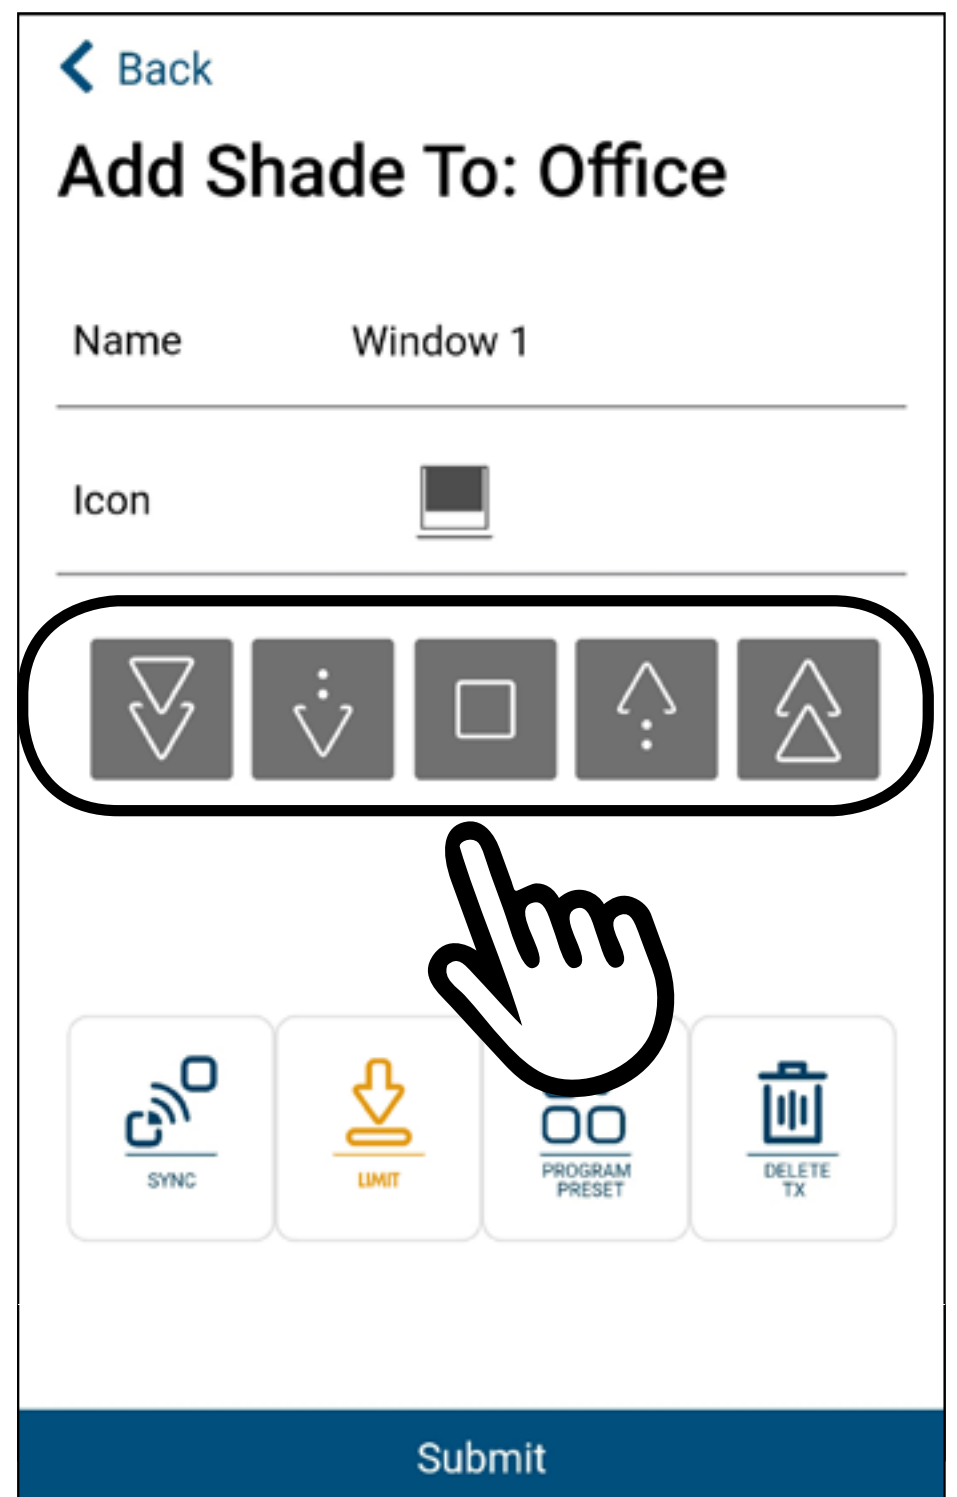 Back
Add Shade To: Office
Name Window 1
Icon
SYNC
LIMIT
PROGRAM
PRESET
DELETE
TX
Submit